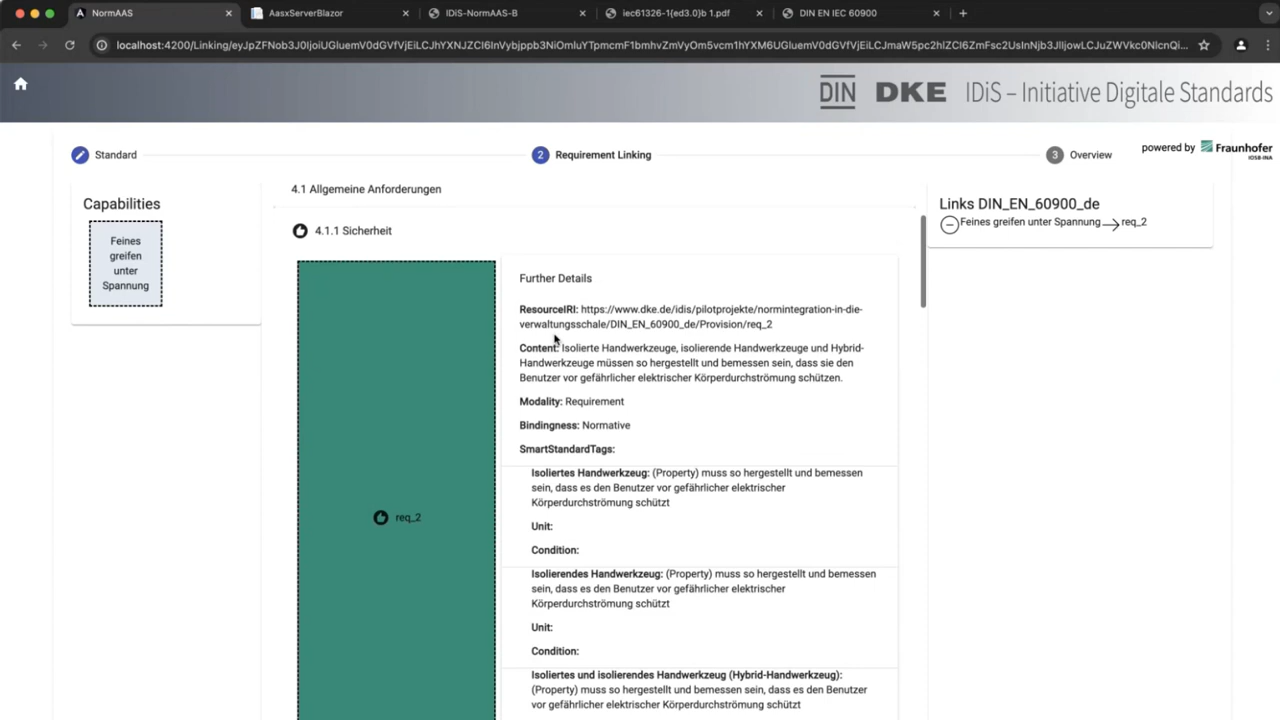 NormAAS
AasxServerBlazor
IDiS-NormAAS-B
iec61326-1{ed3.0}b 1.pdf
DIN EN IEC 60900
DIN DKE IDiS – Initiative Digitale Standards
Standard
2 Requirement Linking
3 Overview
powered by Fraunhofer
IOSB-INA
Capabilities
Feines
greifen
unter
Spannung
4.1 Allgemeine Anforderungen
4.1.1 Sicherheit
req_2
Further Details
ResourceIRI: https://www.dke.de/idis/pilotprojekte/normintegration-in-die-
verwaltungsschale/DIN_EN_60900_de/Provision/req_2
Content: Isolierte Handwerkzeuge, isolierende Handwerkzeuge und Hybrid-
Handwerkzeuge müssen so hergestellt und bemessen sein, dass sie den
Benutzer vor gefährlicher elektrischer Körperdurchströmung schützen.
Modality: Requirement
Bindingness: Normative
SmartStandardTags:
Isoliertes Handwerkzeug: (Property) muss so hergestellt und bemessen
sein, dass es den Benutzer vor gefährlicher elektrischer
Körperdurchströmung schützt
Unit:
Condition:
Isolierendes Handwerkzeug: (Property) muss so hergestellt und bemessen
sein, dass es den Benutzer vor gefährlicher elektrischer
Körperdurchströmung schützt
Unit:
Condition:
Isoliertes und isolierendes Handwerkzeug (Hybrid-Handwerkzeug):
(Property) muss so hergestellt und bemessen sein, dass es den Benutzer
vor gefährlicher elektrischer Körperdurchströmung schützt
Links DIN_EN_60900_de
Feines greifen unter Spannung → req_2